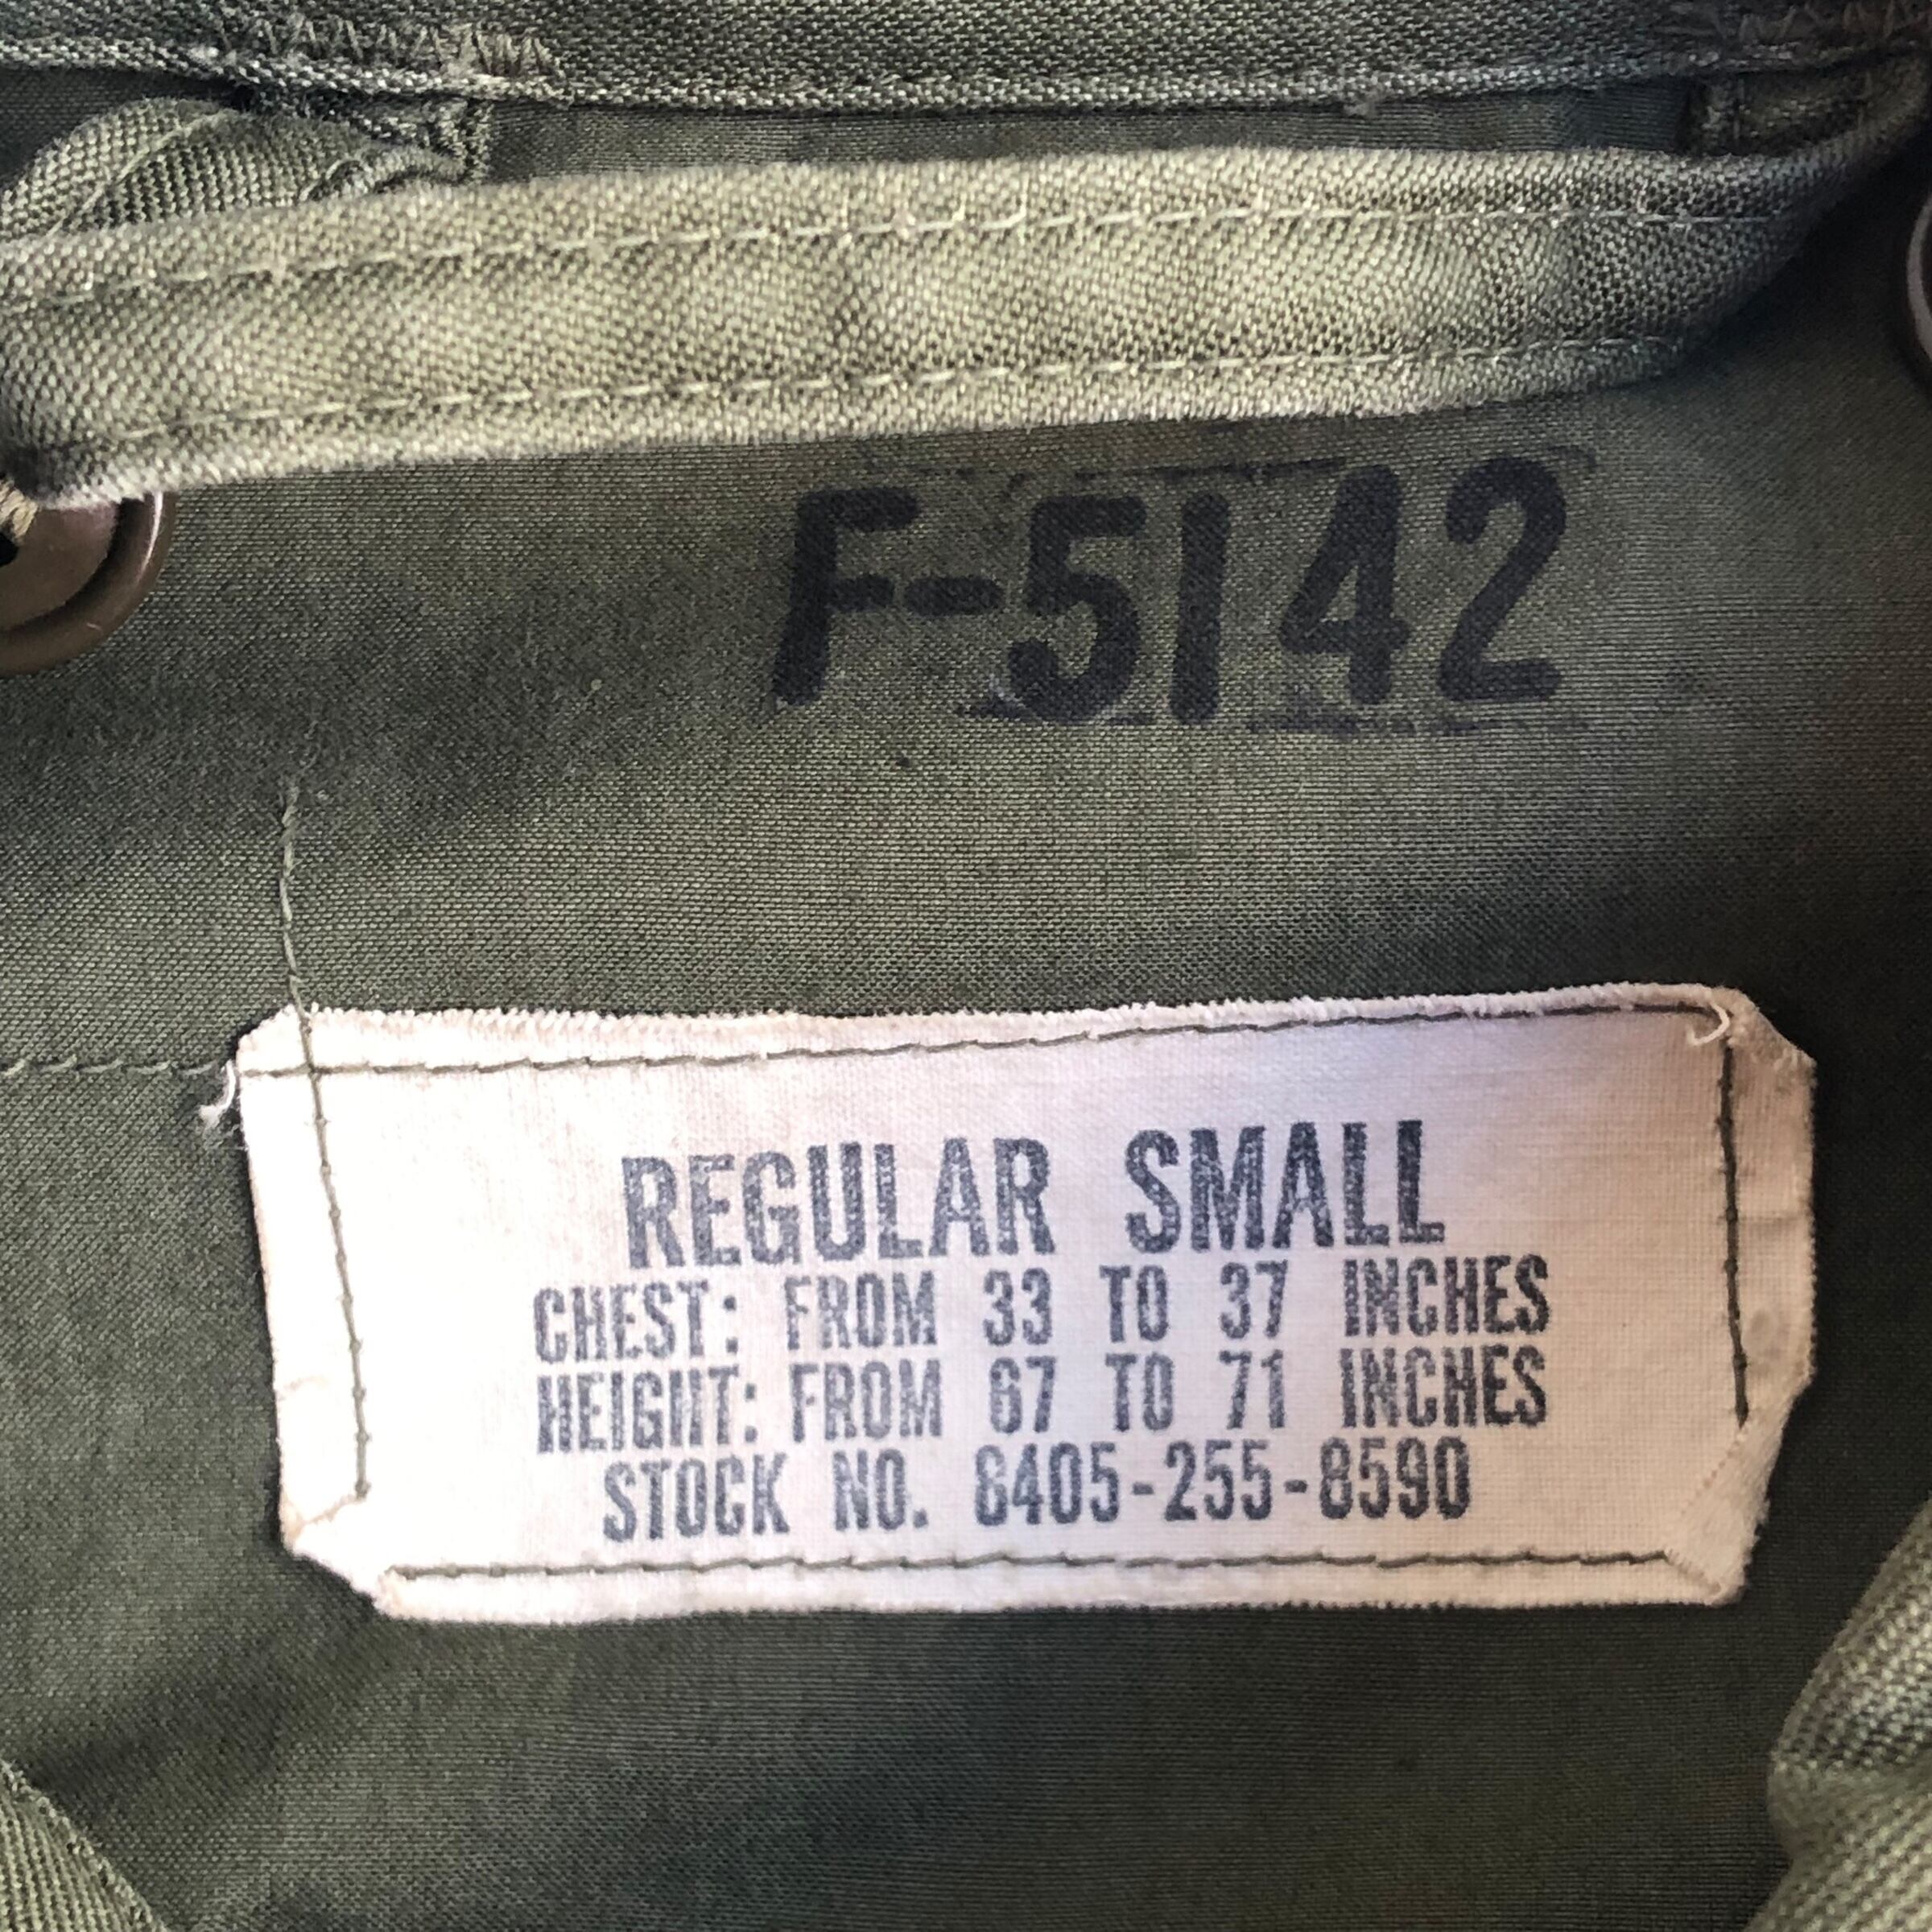 F-5142
REGULAR SMALL
CHEST: FROM 33 TO 37 INCHES
HEIGHT: FROM 67 TO 71 INCHES
STOCK NO. 8405-255-8590